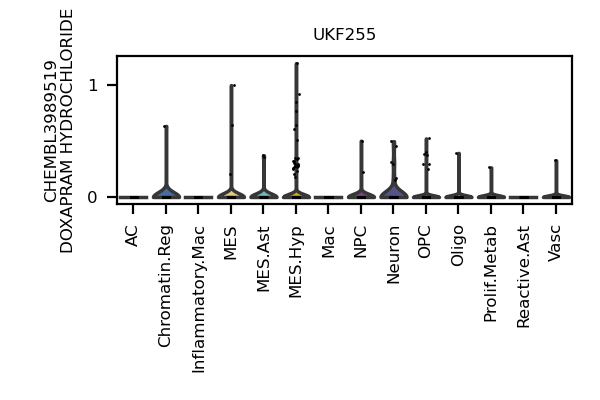 UKF255
CHEMBL3989519
DOXAPRAM HYDROCHLORIDE
1
0
AC
Chromatin.Reg
Inflammatory.Mac
MES
MES.Ast
MES.Hyp
Mac
NPC
Neuron
OPC
Oligo
Prolif.Metab
Reactive.Ast
Vasc